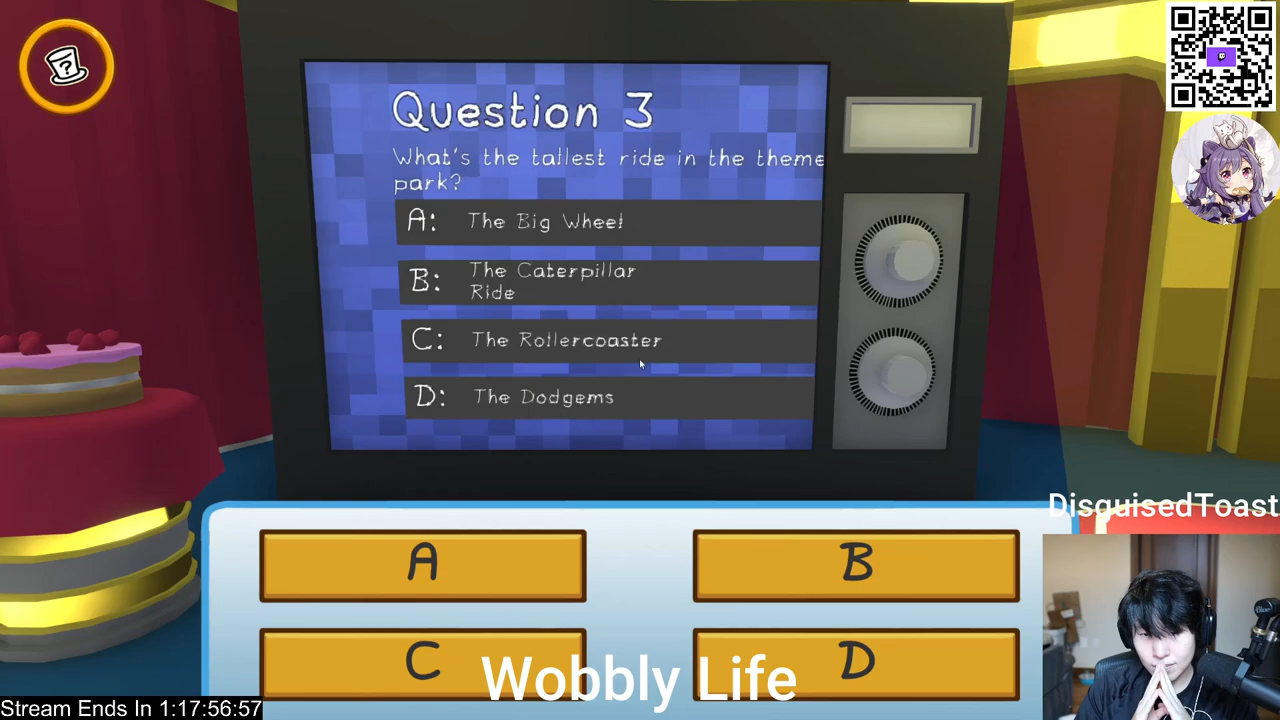 ?
Question 3
What's the tallest ride in the theme
park?
A: The Big Wheel
B: The Caterpillar
Ride
C: The Rollercoaster
D: The Dodgems
DisguisedToast
A
B
C
D
Wobbly Life
Stream Ends In 1:17:56:57
Blue